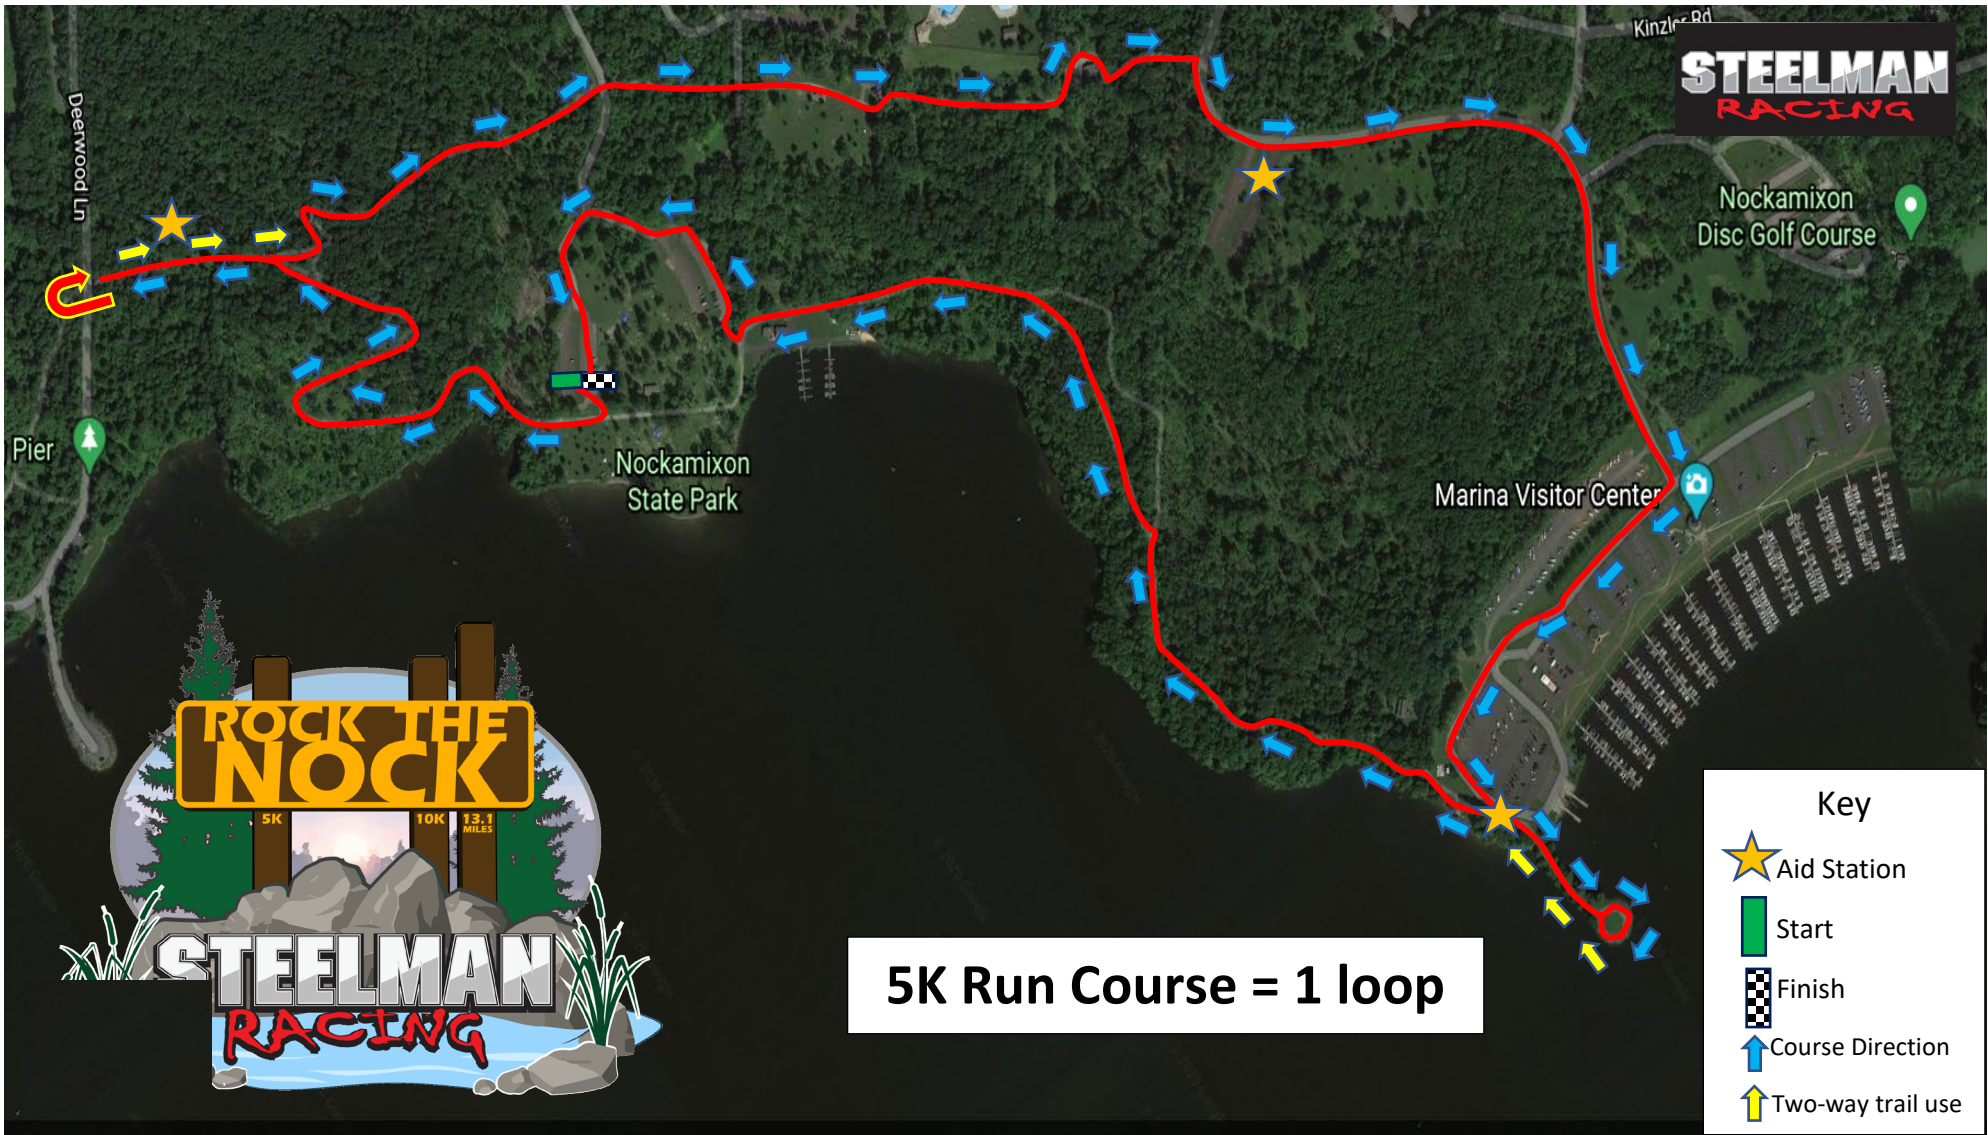 Kinzler Rd
STEELMAN
RACING
Deerwood Ln
Nockamixon
Disc Golf Course
Pier
Nockamixon
State Park
Marina Visitor Center
ROCK THE
NOCK
5K
10K
13.1
MILES
STEELMAN
RACING
5K Run Course = 1 loop
Key
Aid Station
Start
Finish
Course Direction
Two-way trail use